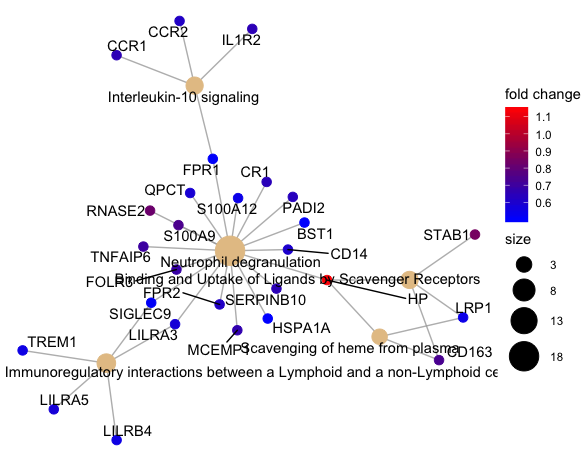 CCR2
IL1R2
CCR1
Interleukin-10 signaling
fold change
1.1
1.0
0.9
0.8
0.7
0.6
FPR1
CR1
QPCT
S100A12
PADI2
RNASE2
S100A9
BST1
STAB1
size
3
8
13
18
TNFAIP6
CD14
Neutrophil degranulation
FOLR3
Binding and Uptake of Ligands by Scavenger Receptors
FPR2
SERPINB10
HP
SIGLEC9
LRP1
HSPA1A
LILRA3
TREM1
MCEMP1
Scavenging of heme from plasma
CD163
Immunoregulatory interactions between a Lymphoid and a non-Lymphoid ce
LILRA5
LILRB4